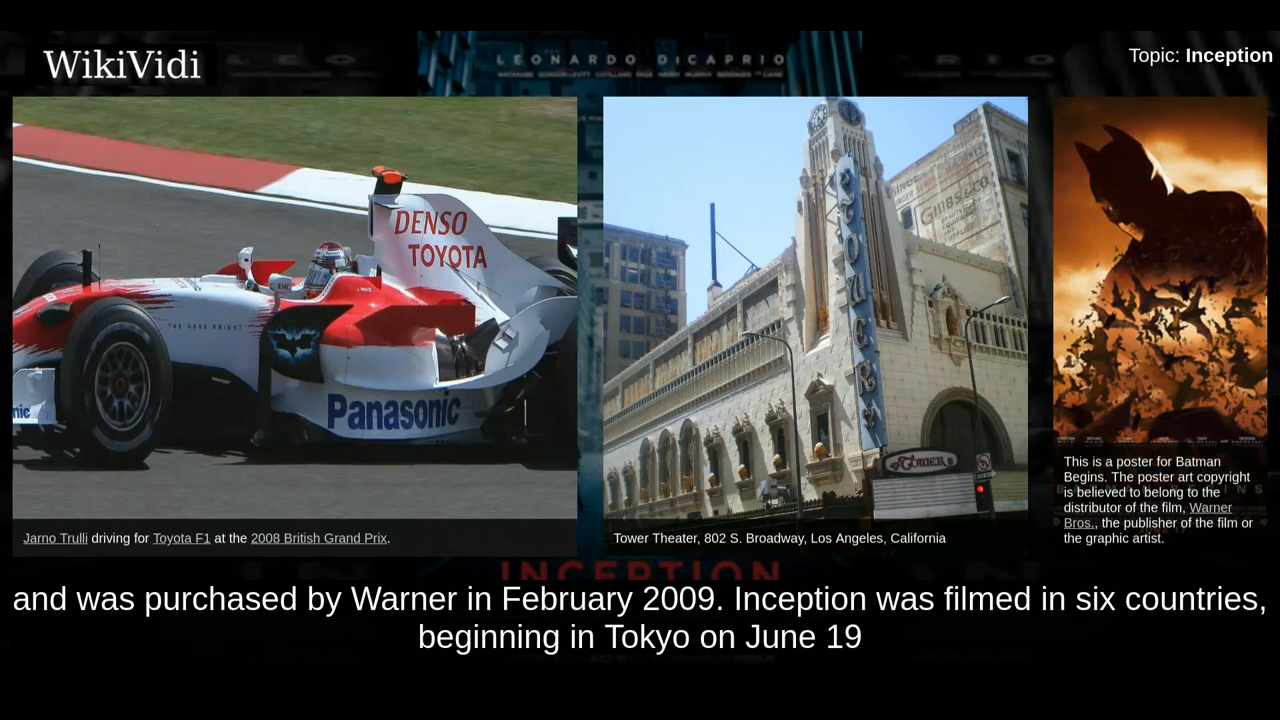 WikiVidi
Topic: Inception
LEONARDO DiCAPRIO
DENSO
TOYOTA
THE DARK KNIGHT
Panasonic
nic
GIBBS & CO
TOWER
Jarno Trulli driving for Toyota F1 at the 2008 British Grand Prix.
Tower Theater, 802 S. Broadway, Los Angeles, California
This is a poster for Batman
Begins. The poster art copyright
is believed to belong to the
distributor of the film, Warner
Bros., the publisher of the film or
the graphic artist.
INCEPTION
and was purchased by Warner in February 2009. Inception was filmed in six countries,
beginning in Tokyo on June 19